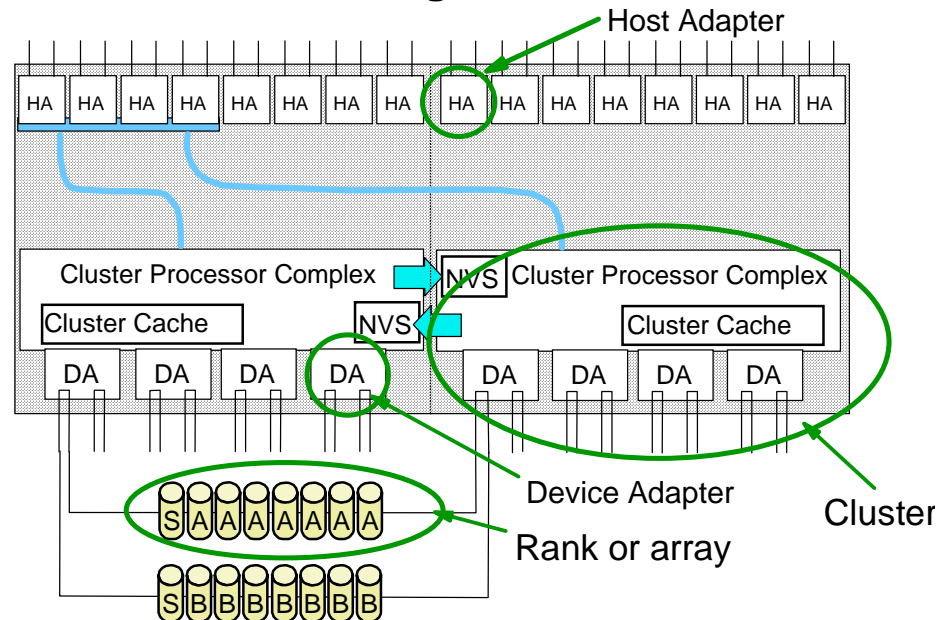 Host Adapter
HA HA HA HA HA HA HA HA HA HA HA HA HA HA HA HA
Cluster Processor Complex NVS Cluster Processor Complex
Cluster Cache NVS Cluster Cache
DA DA DA DA DA DA DA DA
Device Adapter
Cluster
S A A A A A A A
Rank or array
S B B B B B B B